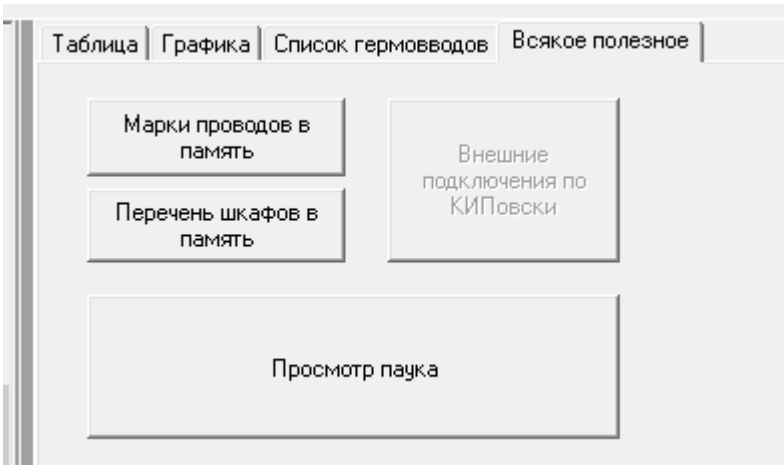 Таблица Графика Список гермовводов Всякое полезное
Марки проводов в
память
Внешние
подключения по
КИПовски
Перечень шкафов в
память
Просмотр паука